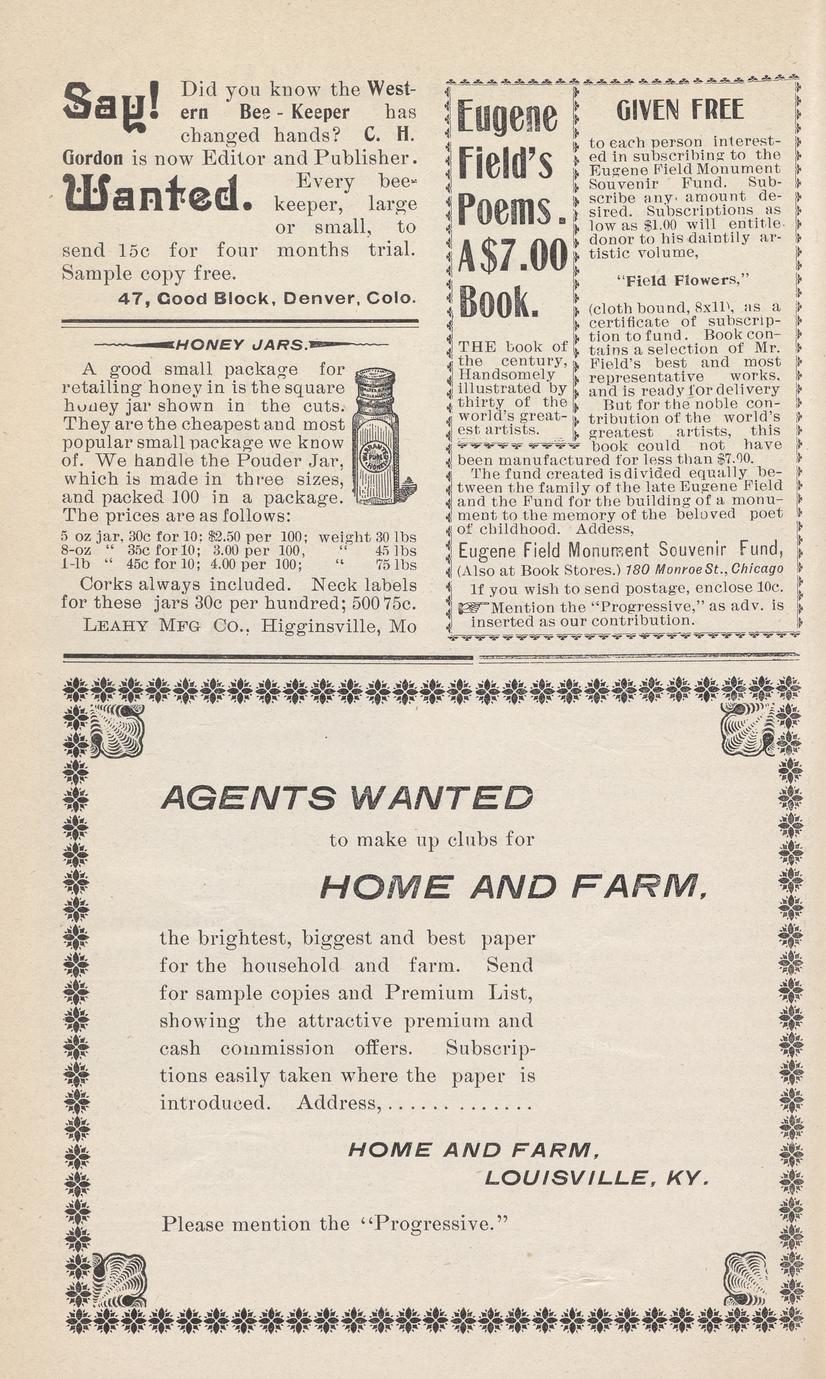 Say! Did you know the West-
ern Bee-Keeper has
changed hands? C. H.
Gordon is now Editor and Publisher.
Wanted. Every bee-
keeper, large
or small, to
send 15c for four months trial.
Sample copy free.
47, Good Block, Denver, Colo.
HONEY JARS.
A good small package for
retailing honey in is the square
honey jar shown in the cuts.
They are the cheapest and most
popular small package we know
of. We handle the Pouder Jar,
which is made in three sizes,
and packed 100 in a package.
The prices are as follows:
5 oz jar, 30c for 10; $2.50 per 100; weight 30 lbs
8-oz “ 35c for 10; 3.00 per 100, “ 45 lbs
1-lb “ 45c for 10; 4.00 per 100; “ 75 lbs
Corks always included. Neck labels
for these jars 30c per hundred; 500 75c.
LEAHY MFG CO., Higginsville, Mo
Eugene
Field's
Poems.
A $7.00
Book.
THE book of
the century,
Handsomely
illustrated by
thirty of the
world's great-
est artists.
GIVEN FREE
to each person interest-
ed in subscribing to the
Eugene Field Monument
Souvenir Fund. Sub-
scribe any amount de-
sired. Subscriptions as
low as $1.00 will entitle
donor to his daintily ar-
tistic volume,
“Field Flowers,”
(cloth bound, 8x11), as a
certificate of subscrip-
tion to fund. Book con-
tains a selection of Mr.
Field's best and most
representative works,
and is ready for delivery
But for the noble con-
tribution of the world's
greatest artists, this
book could not have
been manufactured for less than $7.00.
The fund created is divided equally be-
tween the family of the late Eugene Field
and the Fund for the building of a monu-
ment to the memory of the beloved poet
of childhood. Addess,
Eugene Field Monument Souvenir Fund,
(Also at Book Stores.) 180 Monroe St., Chicago
If you wish to send postage, enclose 10c.
☞Mention the “Progressive,” as adv. is
inserted as our contribution.
AGENTS WANTED
to make up clubs for
HOME AND FARM,
the brightest, biggest and best paper
for the household and farm. Send
for sample copies and Premium List,
showing the attractive premium and
cash commission offers. Subscrip-
tions easily taken where the paper is
introduced. Address, . . . . . . . . . . . . .
HOME AND FARM,
LOUISVILLE, KY.
Please mention the “Progressive.”